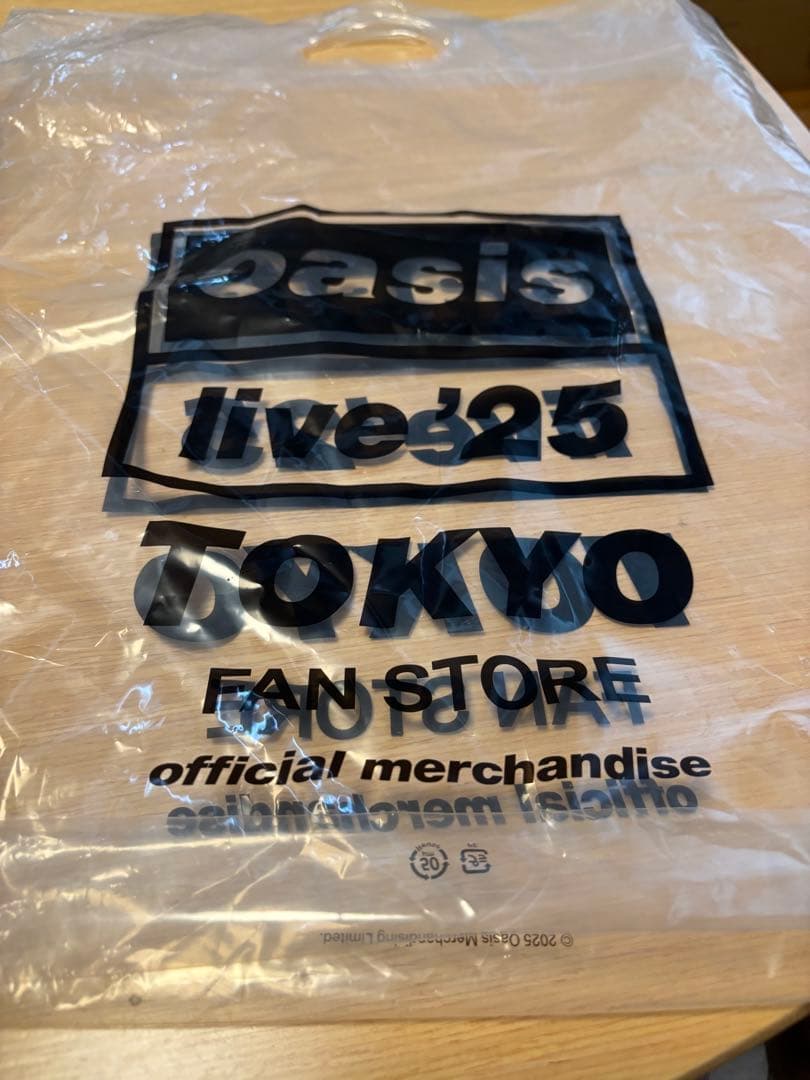 oasis
live '25
TOKYO
FAN STORE
official merchandise
© 2025 Oasis Merchandising Limited.